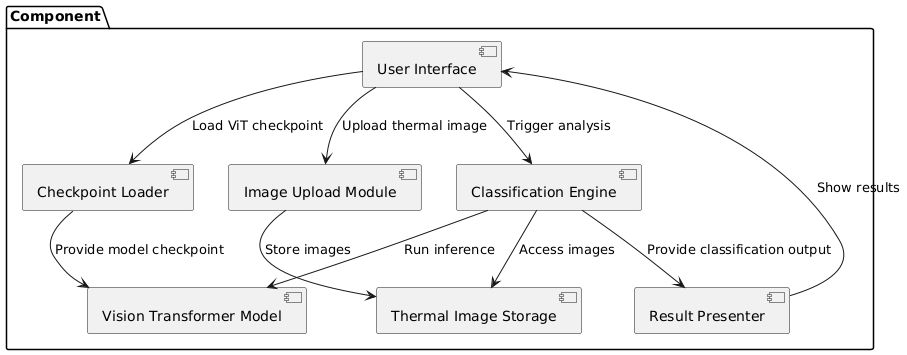 Component
User Interface
Load ViT checkpoint
Upload thermal image
Trigger analysis
Show results
Checkpoint Loader
Image Upload Module
Classification Engine
Provide model checkpoint
Store images
Run inference
Access images
Provide classification output
Vision Transformer Model
Thermal Image Storage
Result Presenter